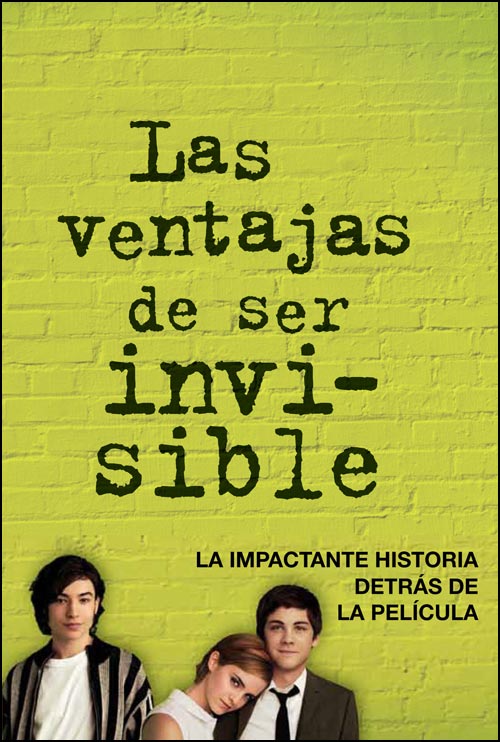 Las
ventajas
de ser
invi-
sible
LA IMPACTANTE HISTORIA
DETRÁS DE
LA PELÍCULA